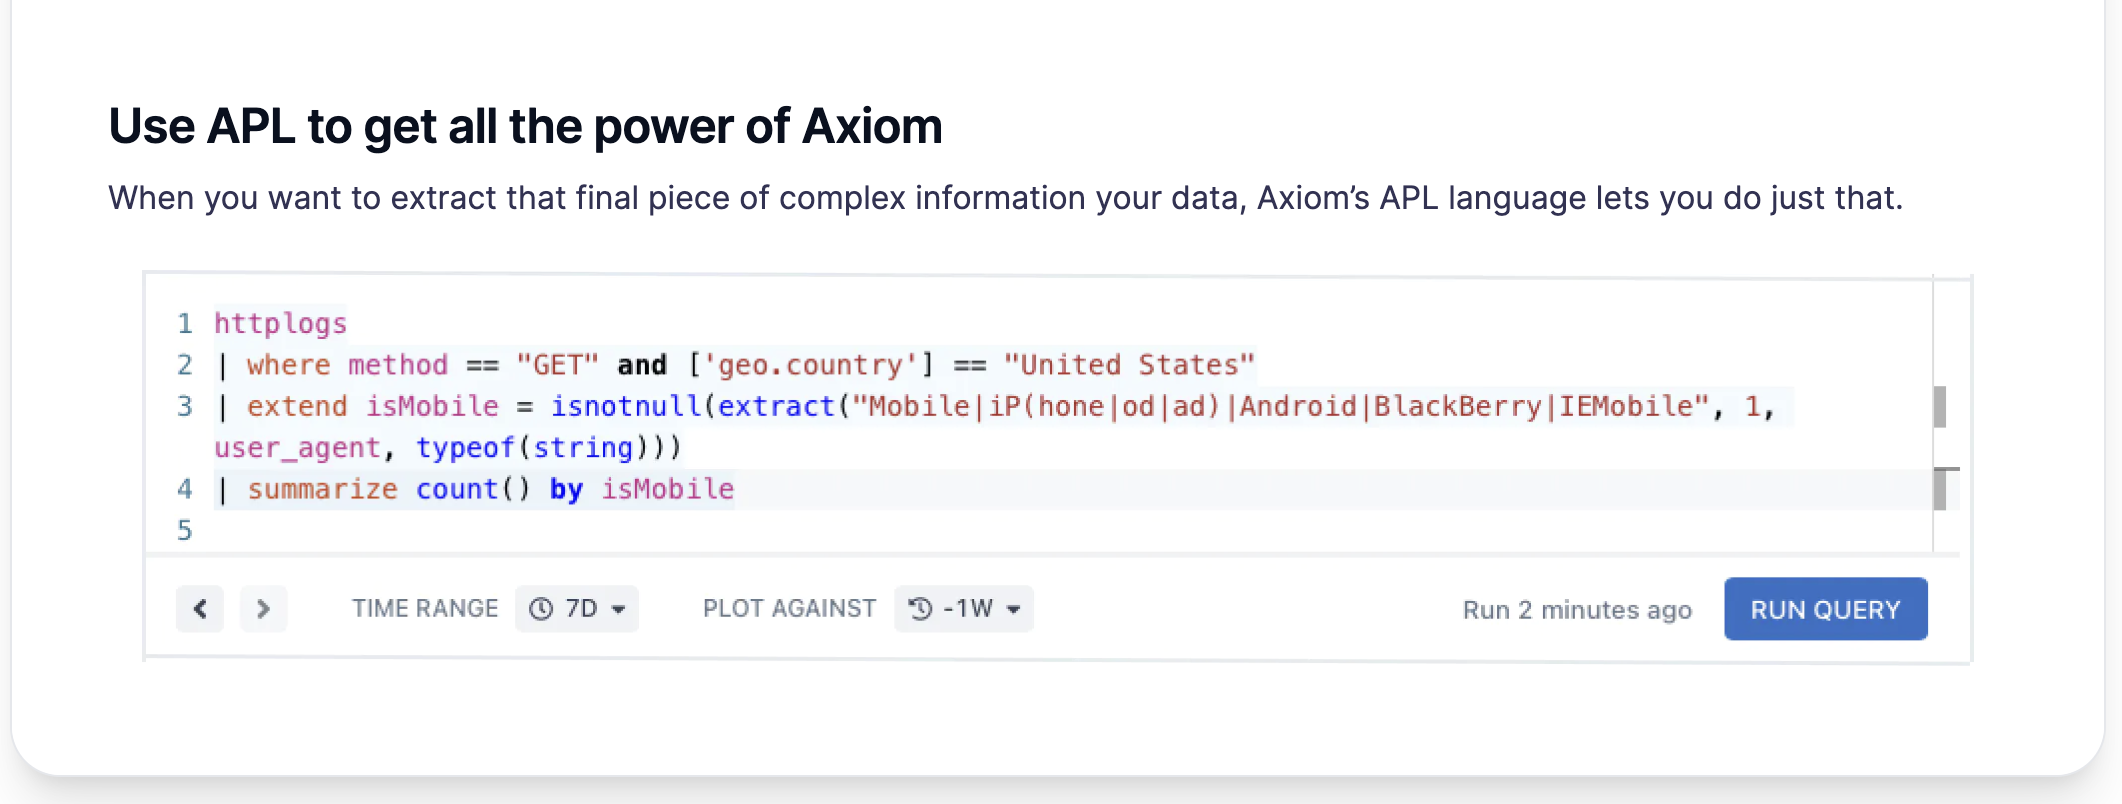 Use APL to get all the power of Axiom
When you want to extract that final piece of complex information your data, Axiom’s APL language lets you do just that.
1 httplogs
2 | where method == "GET" and ['geo.country'] == "United States"
3 | extend isMobile = isnotnull(extract("Mobile|iP(hone|od|ad)|Android|BlackBerry|IEMobile", 1,
user_agent, typeof(string)))
4 | summarize count() by isMobile
5
TIME RANGE 7D PLOT AGAINST -1W Run 2 minutes ago RUN QUERY